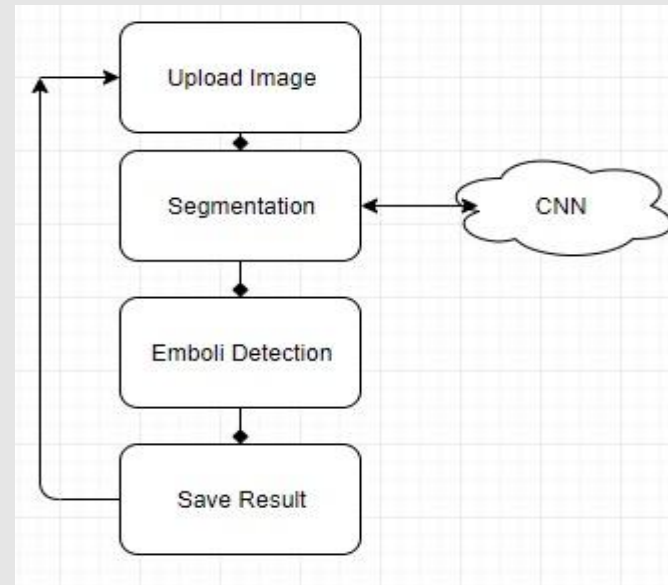 Upload Image
Segmentation
CNN
Emboli Detection
Save Result